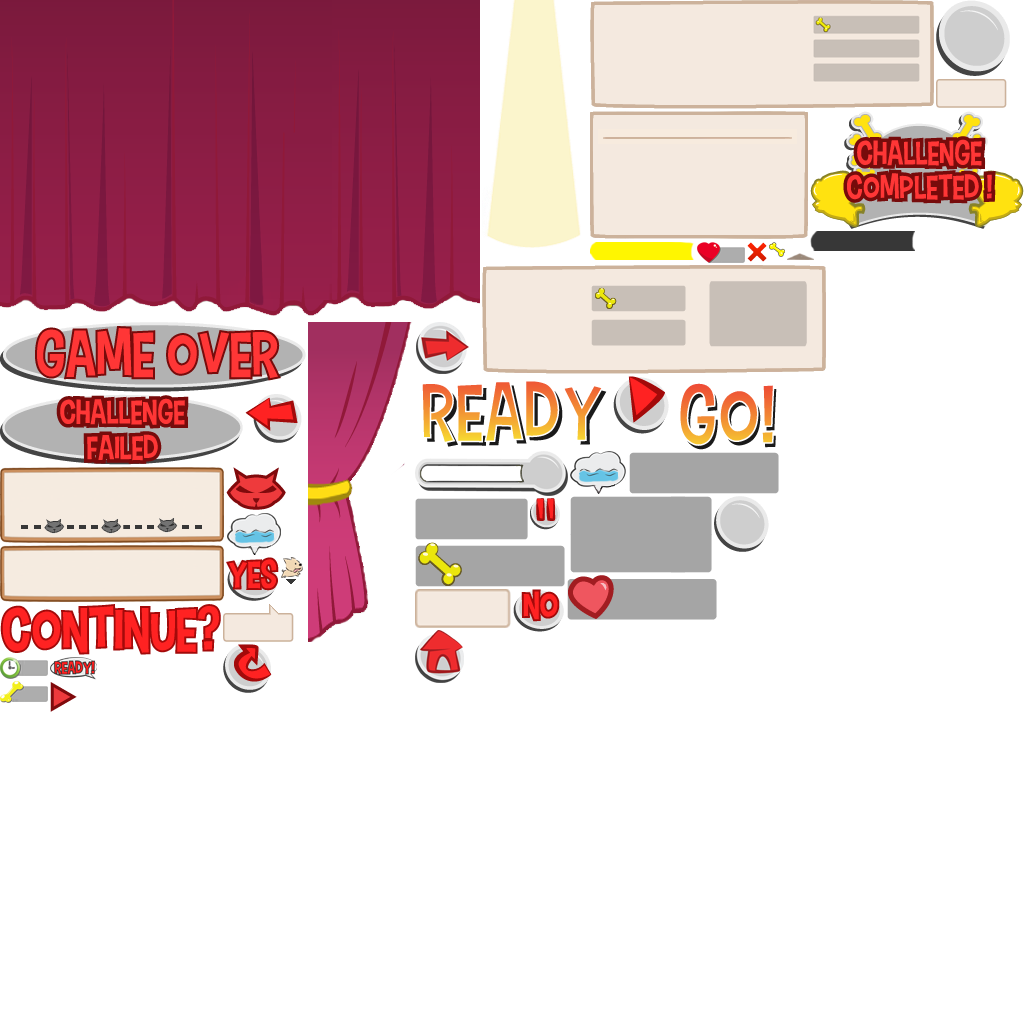 CHALLENGE
COMPLETED!
GAME OVER
CHALLENGE
FAILED
READY
GO!
YES
NO
CONTINUE?
READY!